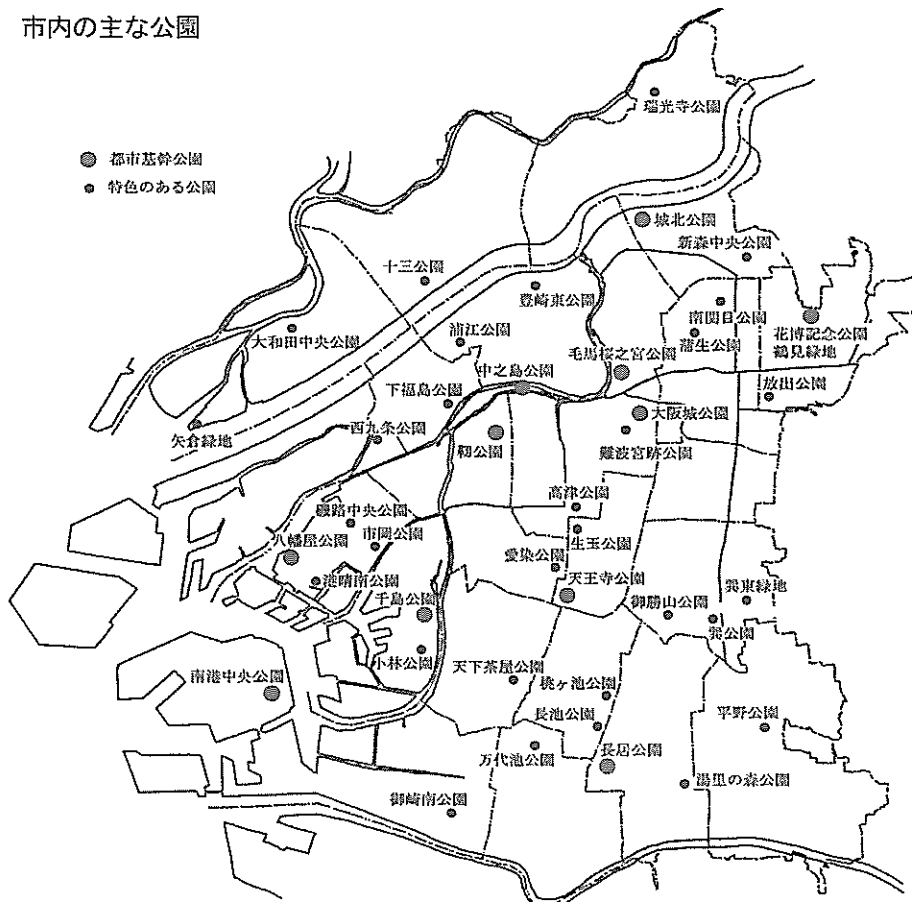 市内の主な公園
都市基幹公園
特色のある公園
瑞光寺公園
城北公園
新森中央公園
十三公園
豊崎東公園
南関目公園
花博記念公園
鶴見緑地
大和田中央公園
浦江公園
蒲生公園
毛馬桜之宮公園
中之島公園
放出公園
下福島公園
大阪城公園
矢倉緑地
西九条公園
靱公園
難波宮跡公園
高津公園
磯路中央公園
市岡公園
生玉公園
八幡屋公園
愛染公園
港晴南公園
天王寺公園
巽東緑地
千島公園
御勝山公園
巽公園
小林公園
天下茶屋公園
南港中央公園
桃ヶ池公園
長池公園
平野公園
万代池公園
長居公園
湯里の森公園
御崎南公園